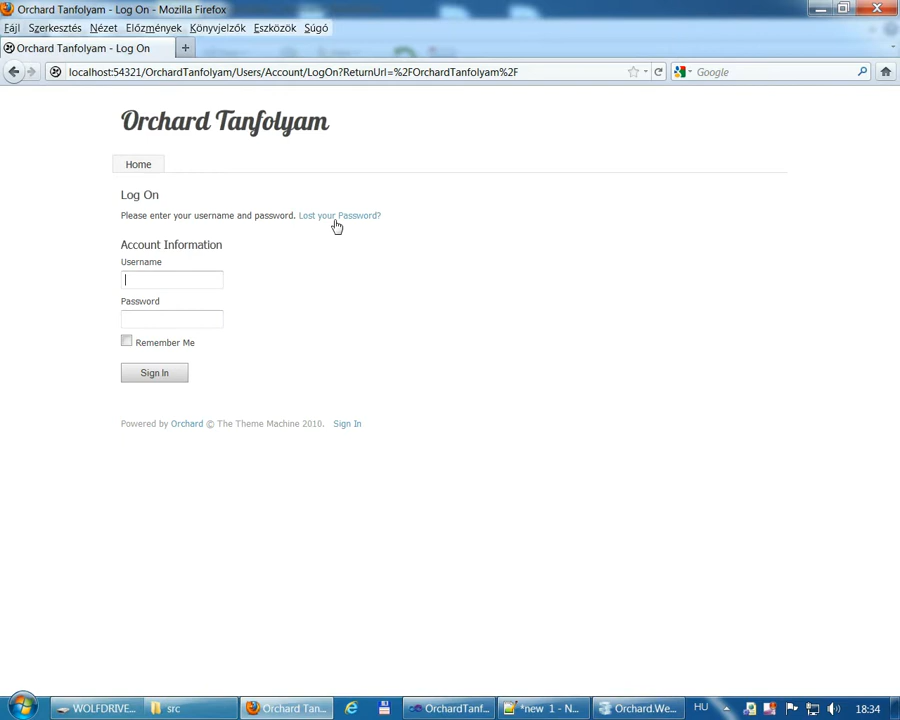 Orchard Tanfolyam - Log On - Mozilla Firefox
Fájl Szerkesztés Nézet Előzmények Könyvjelzők Eszközök Súgó
Orchard Tanfolyam - Log On
localhost:54321/OrchardTanfolyam/Users/Account/LogOn?ReturnUrl=%2FOrchardTanfolyam%2F
Google
Orchard Tanfolyam
Home
Log On
Please enter your username and password. Lost your Password?
Account Information
Username
Password
Remember Me
Sign In
Powered by Orchard © The Theme Machine 2010. Sign In
WOLFDRIVE... src Orchard Tan... OrchardTanf... *new 1 - N... Orchard.We... HU 18:34